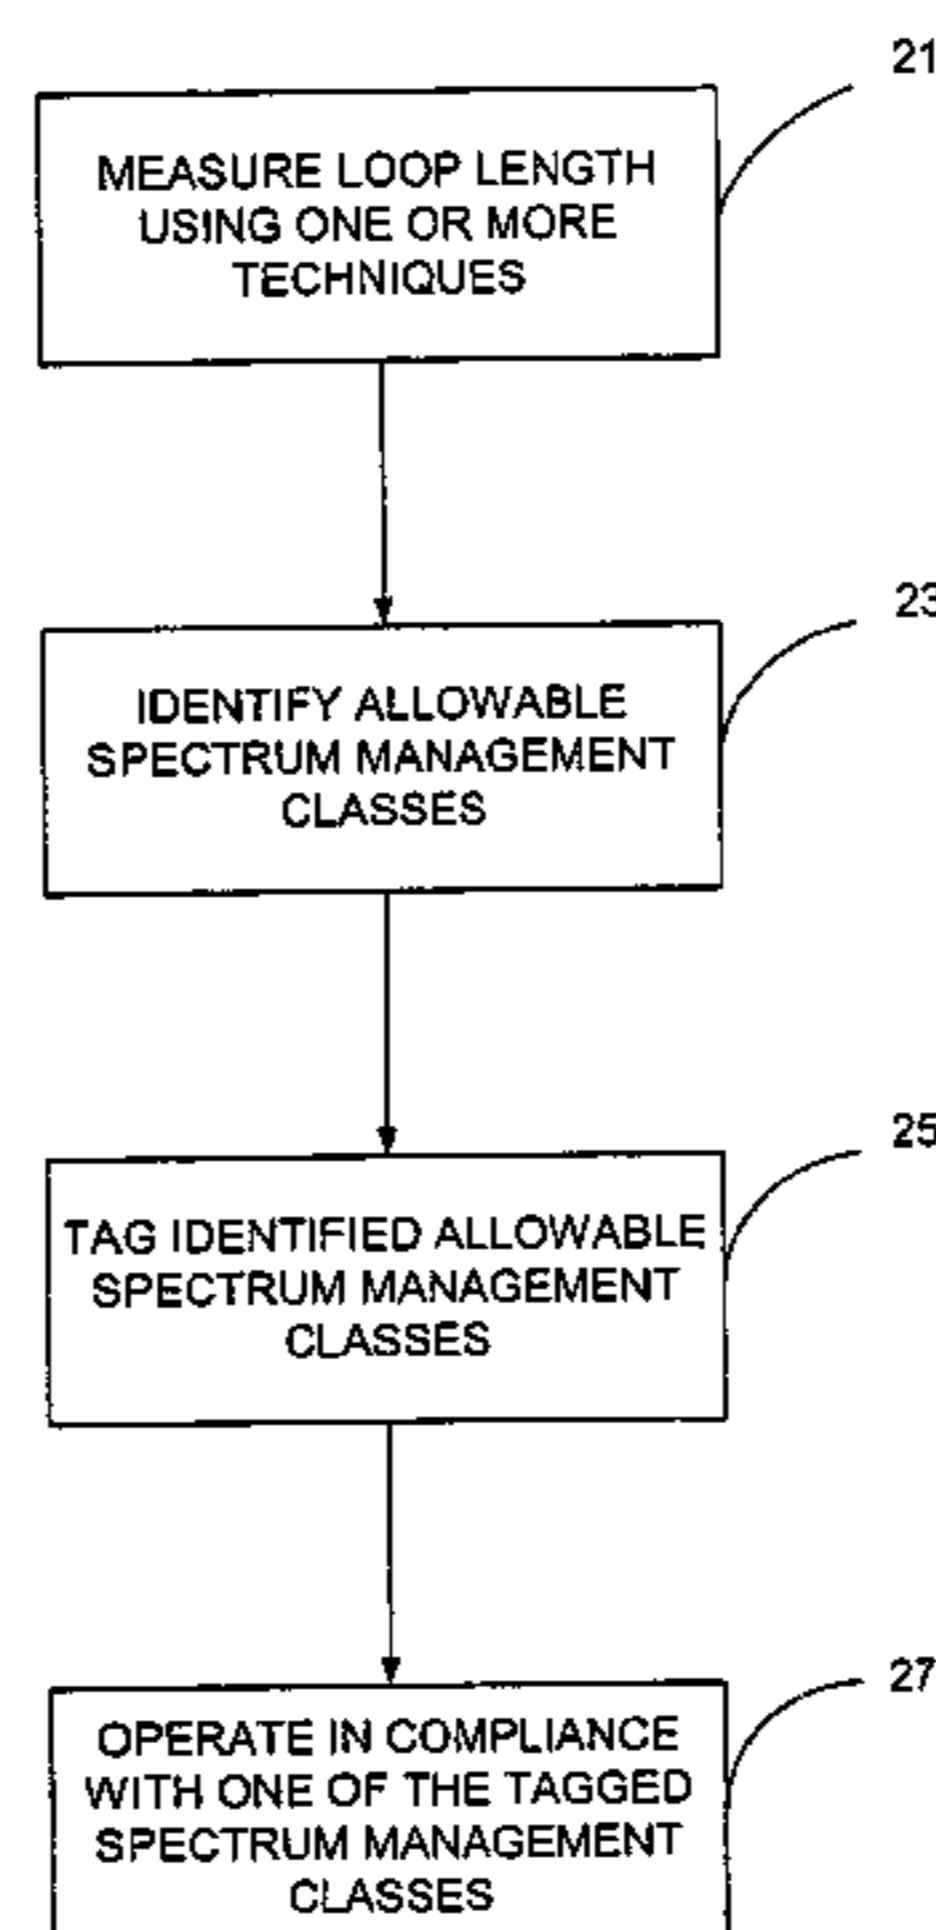 21
MEASURE LOOP LENGTH
USING ONE OR MORE
TECHNIQUES
23
IDENTIFY ALLOWABLE
SPECTRUM MANAGEMENT
CLASSES
25
TAG IDENTIFIED ALLOWABLE
SPECTRUM MANAGEMENT
CLASSES
27
OPERATE IN COMPLIANCE
WITH ONE OF THE TAGGED
SPECTRUM MANAGEMENT
CLASSES